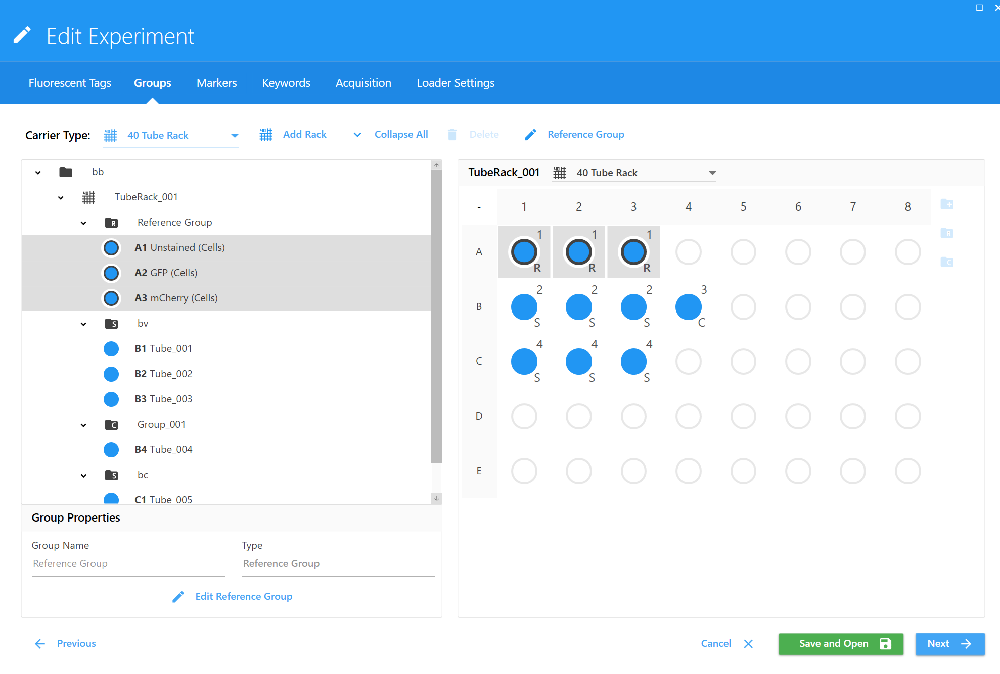 Edit Experiment
Fluorescent Tags Groups Markers Keywords Acquisition Loader Settings
Carrier Type: 40 Tube Rack Add Rack Collapse All Delete Reference Group
bb
TubeRack_001
R Reference Group
A1 Unstained (Cells)
A2 GFP (Cells)
A3 mCherry (Cells)
S bv
B1 Tube_001
B2 Tube_002
B3 Tube_003
C Group_001
B4 Tube_004
S bc
C1 Tube_005
Group Properties
Group Name Type
Reference Group Reference Group
Edit Reference Group
TubeRack_001 40 40 Tube Rack
- 1 2 3 4 5 6 7 8
A 1 R 1 R 1 R
B 2 S 2 S 2 S 3 C
C 4 S 4 S 4 S
D
E
R
C
Previous Cancel Save and Open Next